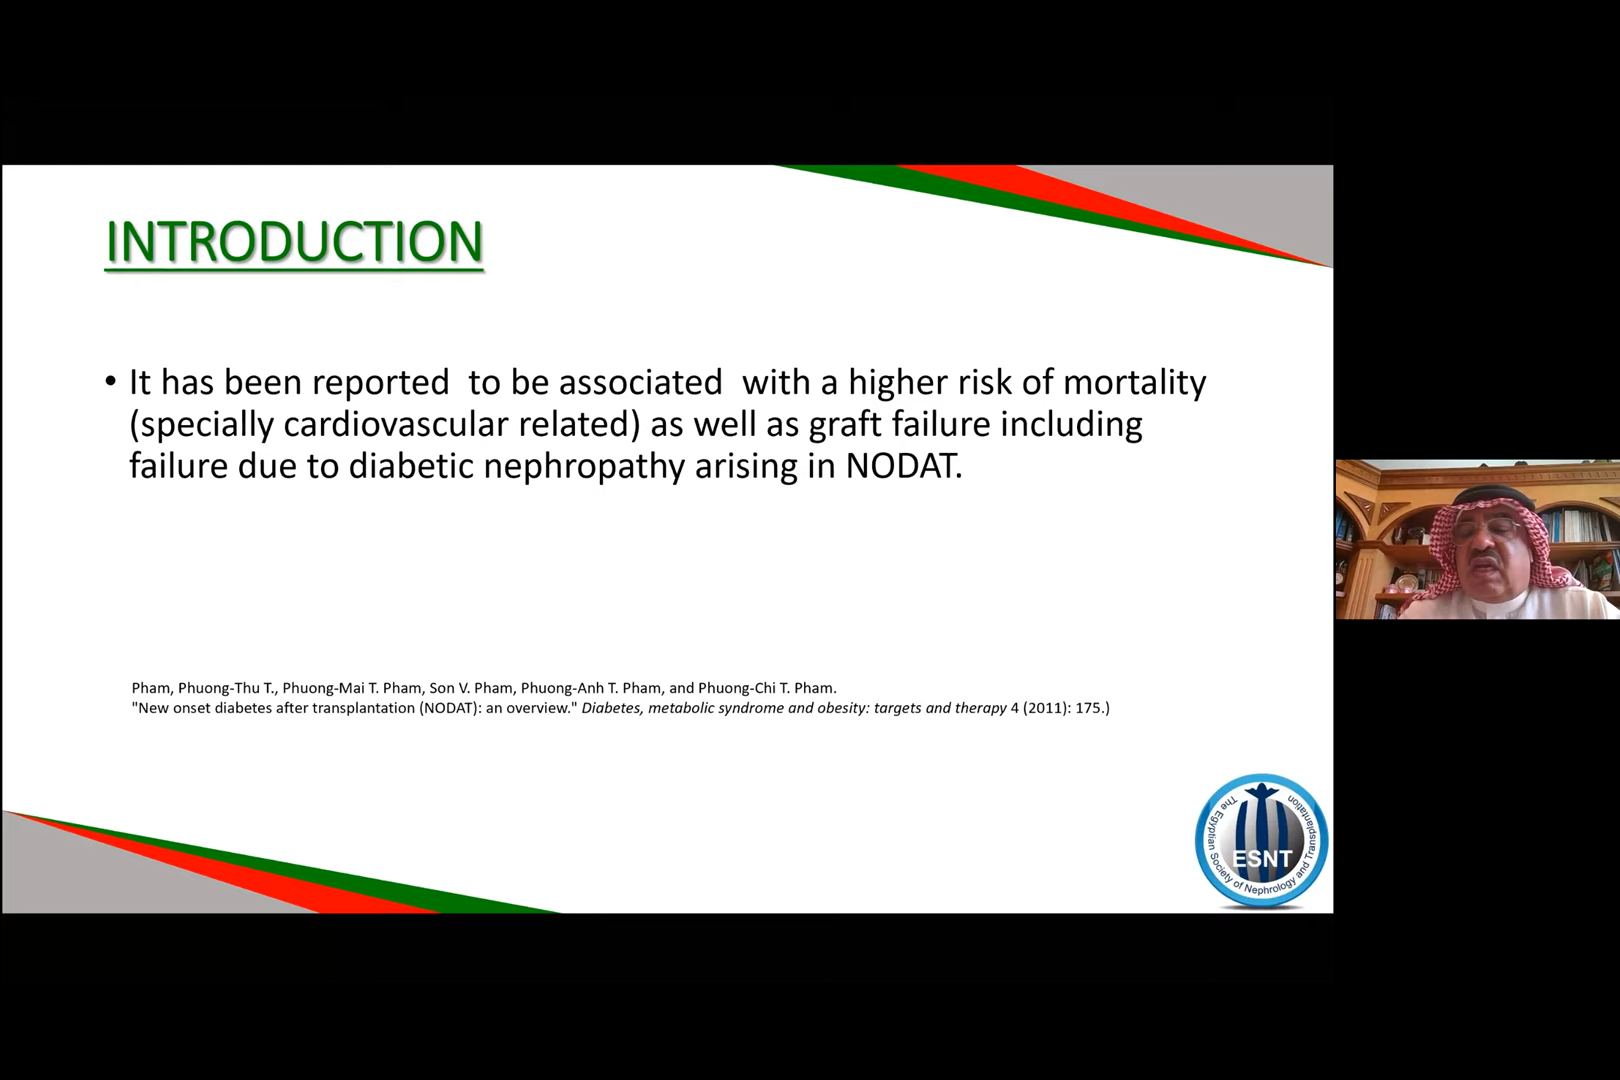 INTRODUCTION
• It has been reported  to be associated  with a higher risk of mortality
(specially cardiovascular related) as well as graft failure including
failure due to diabetic nephropathy arising in NODAT.
Pham, Phuong-Thu T., Phuong-Mai T. Pham, Son V. Pham, Phuong-Anh T. Pham, and Phuong-Chi T. Pham.
"New onset diabetes after transplantation (NODAT): an overview." Diabetes, metabolic syndrome and obesity: targets and therapy 4 (2011): 175.)
The Egyptian Society of Nephrology and Transplantation
ESNT